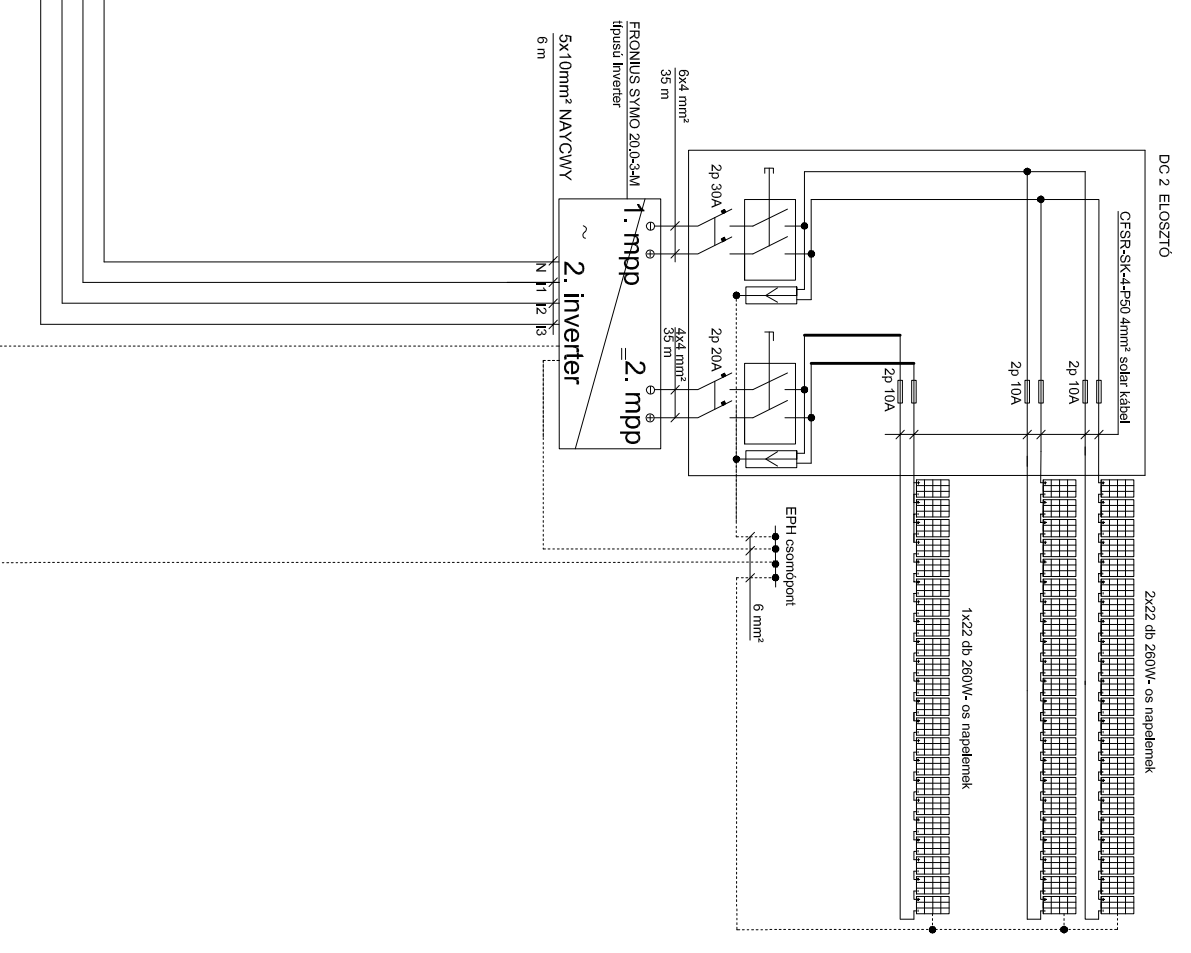 DC 2 ELOSZTÓ
CFSR-SK-4-P50 4mm² solar kábel
2x22 db 260W- os napelemek
1x22 db 260W- os napelemek
2p 10A
2p 10A
2p 10A
EPH csomópont
6 mm²
2p 30A
2p 20A
6x4 mm²
35 m
4x4 mm²
35 m
FRONIUS SYMO 20.0-3-M
típusú Inverter
1. mpp
2. mpp
=
~
2. inverter
5x10mm² NAYCWY
6 m
N
l1
l2
l3